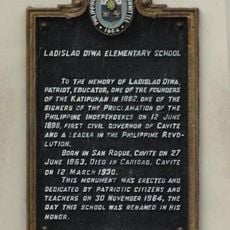 LADISLAO DIWA ELEMENTARY SCHOOL
TO THE MEMORY OF LADISLAO DIWA,
PATRIOT, EDUCATOR, ONE OF THE FOUNDERS
OF THE KATIPUNAN IN 1892, ONE OF THE
SIGNERS OF THE PROCLAMATION OF THE
PHILIPPINE INDEPENDENCE ON 12 JUNE
1898, FIRST CIVIL GOVERNOR OF CAVITE
AND A LEADER IN THE PHILIPPINE REVO-
LUTION.
BORN IN SAN ROQUE, CAVITE ON 27
JUNE 1863, DIED IN CARIDAD, CAVITE
ON 12 MARCH 1930.
THIS MONUMENT WAS ERECTED AND
DEDICATED BY PATRIOTIC CITIZENS AND
TEACHERS ON 30 NOVEMBER 1964, THE
DAY THIS SCHOOL WAS RENAMED IN HIS
HONOR.